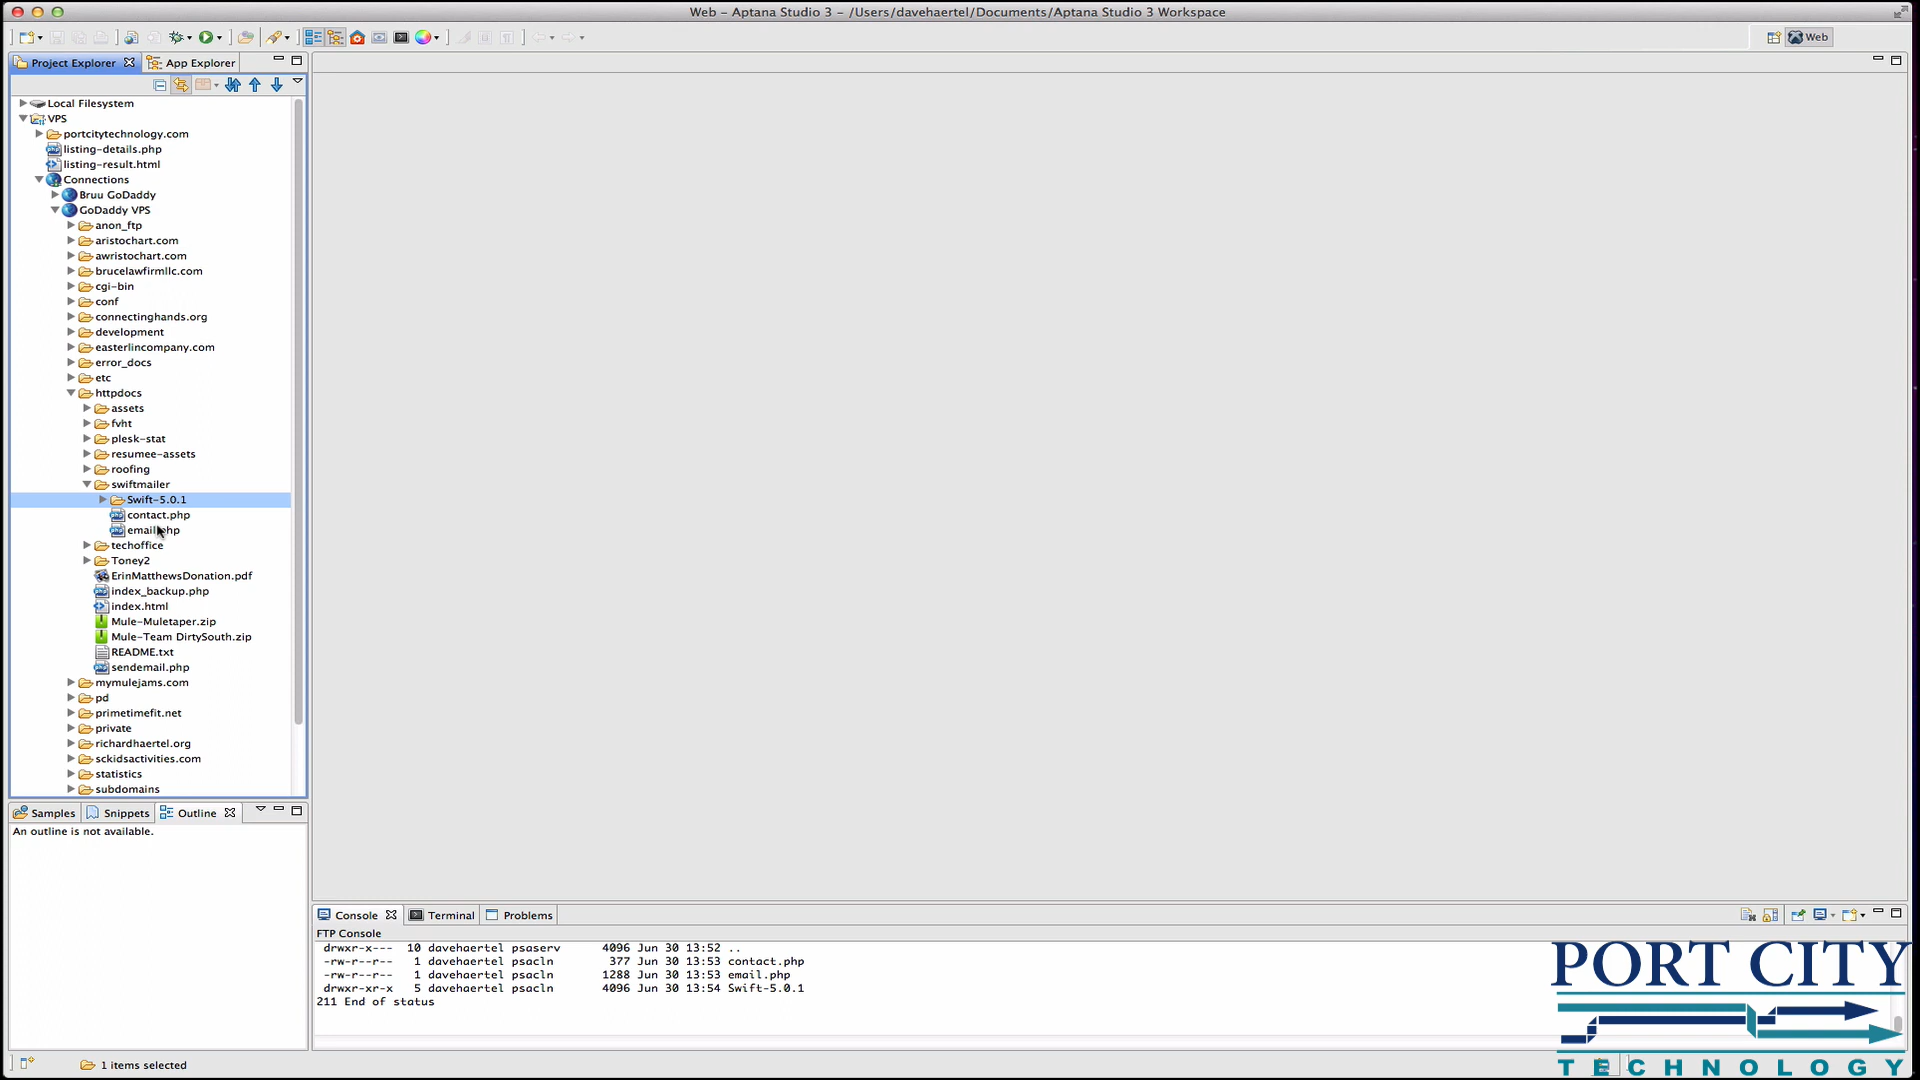 Web – Aptana Studio 3 – /Users/davehaertel/Documents/Aptana Studio 3 Workspace
Web
Project Explorer
App Explorer
Local Filesystem
VPS
portcitytechnology.com
listing-details.php
listing-result.html
Connections
Bruu GoDaddy
GoDaddy VPS
anon_ftp
aristochart.com
awristochart.com
brucelawfirmllc.com
cgi-bin
conf
connectinghands.org
development
easterlincompany.com
error_docs
etc
httpdocs
assets
fvht
plesk-stat
resumee-assets
roofing
swiftmailer
Swift-5.0.1
contact.php
email.php
techoffice
Toney2
ErinMatthewsDonation.pdf
index_backup.php
index.html
Mule-Muletaper.zip
Mule-Team DirtySouth.zip
README.txt
sendemail.php
mymulejams.com
pd
primetimefit.net
private
richardhaertel.org
sckidsactivities.com
statistics
subdomains
Samples
Snippets
Outline
An outline is not available.
Console
Terminal
Problems
FTP Console
drwxr-x--- 10 davehaertel psaserv 4096 Jun 30 13:52 ..
-rw-r--r-- 1 davehaertel psacln 377 Jun 30 13:53 contact.php
-rw-r--r-- 1 davehaertel psacln 1288 Jun 30 13:53 email.php
drwxr-xr-x 5 davehaertel psacln 4096 Jun 30 13:54 Swift-5.0.1
211 End of status
1 items selected
PORT CITY
TECHNOLOGY